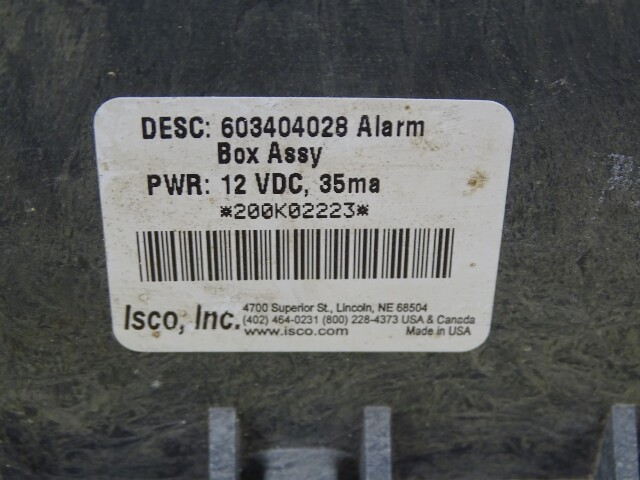 DESC: 603404028 Alarm
Box Assy
PWR: 12 VDC, 35ma
*200K02223*
Isco, Inc. 4700 Superior St., Lincoln, NE 68504
(402) 464-0231 (800) 228-4373 USA & Canada
www.isco.com Made in USA